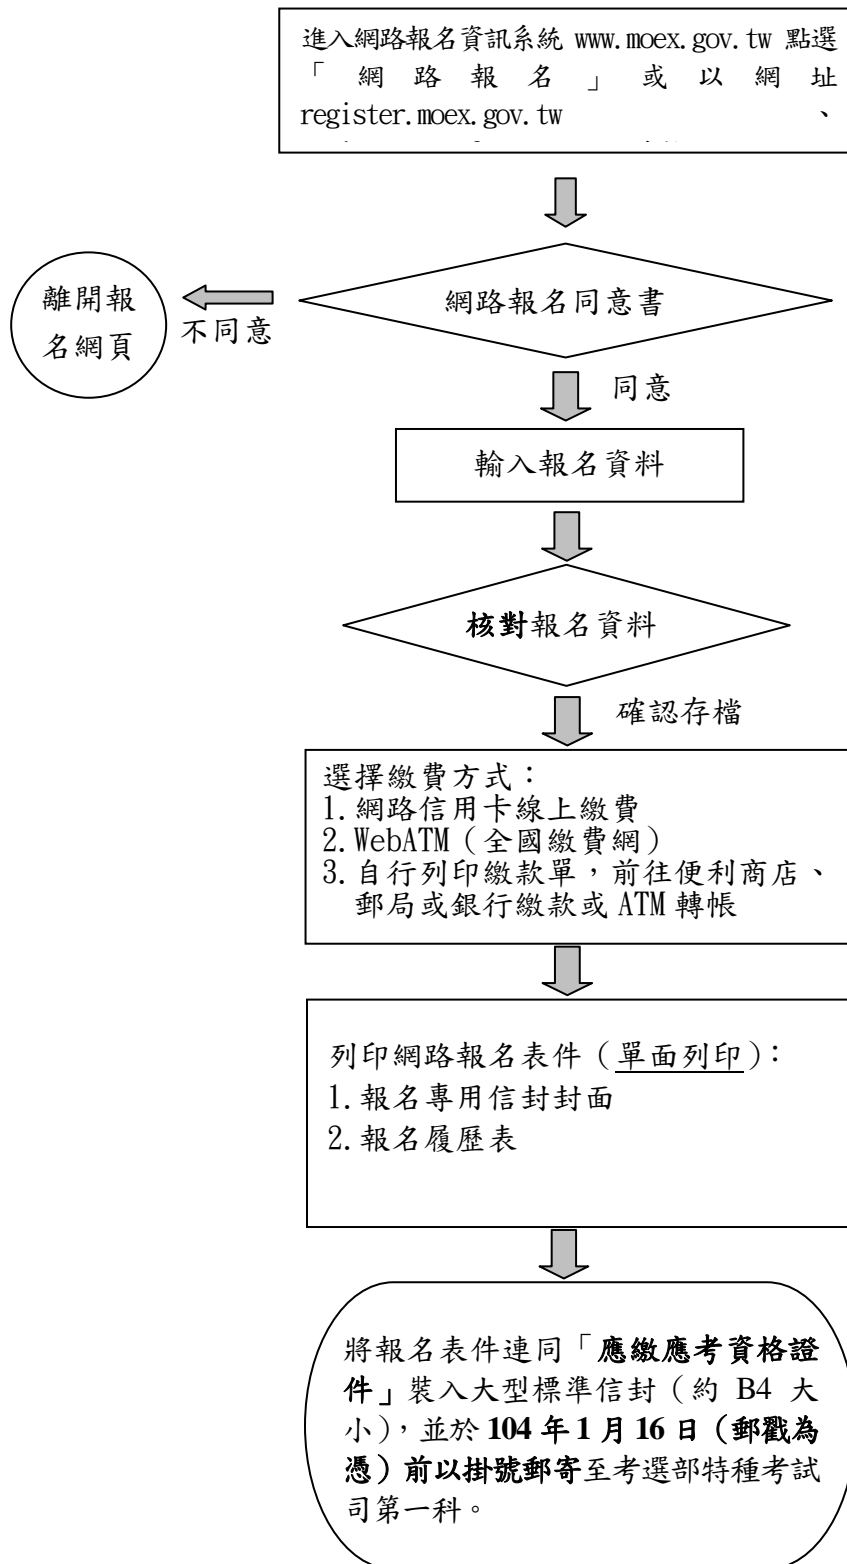 進入網路報名資訊系統 www.moex.gov.tw 點選
「網路報名」或以網址
register.moex.gov.tw、
網路報名同意書
離開報
名網頁
不同意
同意
輸入報名資料
核對報名資料
確認存檔
選擇繳費方式：
1.網路信用卡線上繳費
2.WebATM（全國繳費網）
3.自行列印繳款單，前往便利商店、
郵局或銀行繳款或 ATM 轉帳
列印網路報名表件（單面列印）：
1.報名專用信封封面
2.報名履歷表
將報名表件連同「應繳應考資格證
件」裝入大型標準信封（約 B4 大
小），並於 104 年 1 月 16 日（郵戳為
憑）前以掛號郵寄至考選部特種考試
司第一科。